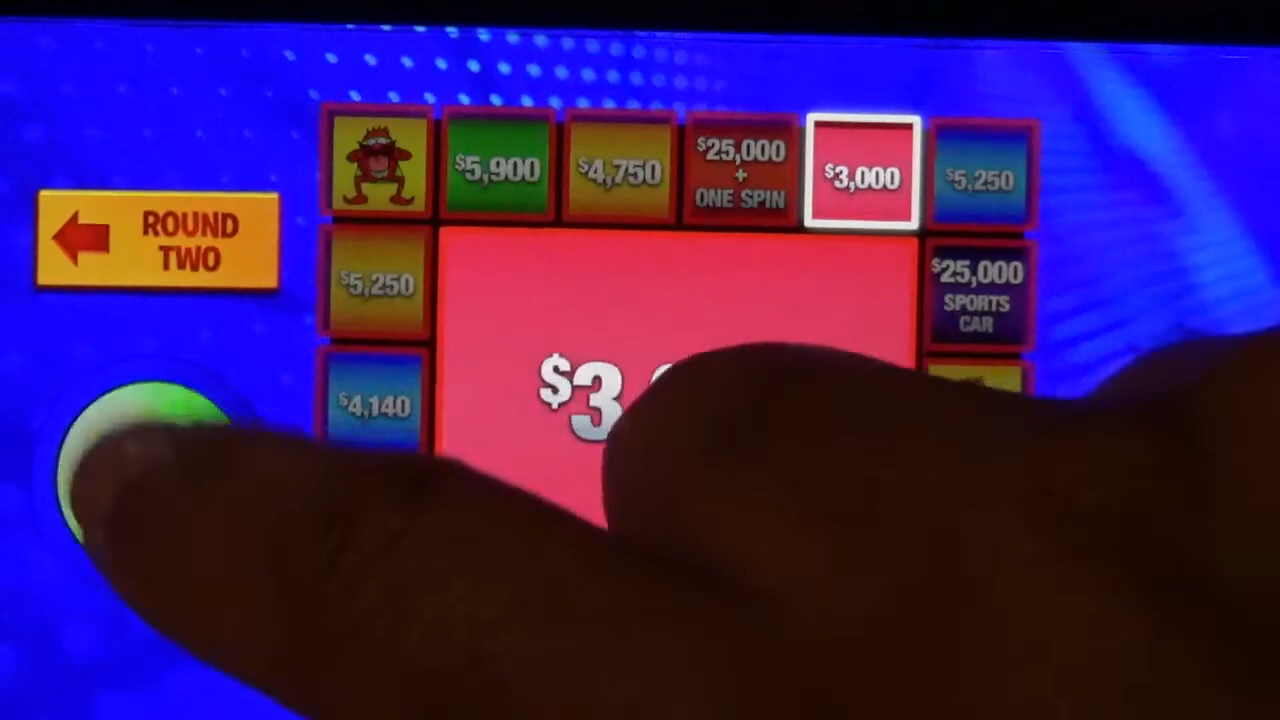 $5,900
$4,750
$25,000
+
ONE SPIN
$3,000
$5,250
ROUND
TWO
$5,250
$25,000
SPORTS
CAR
$4,140